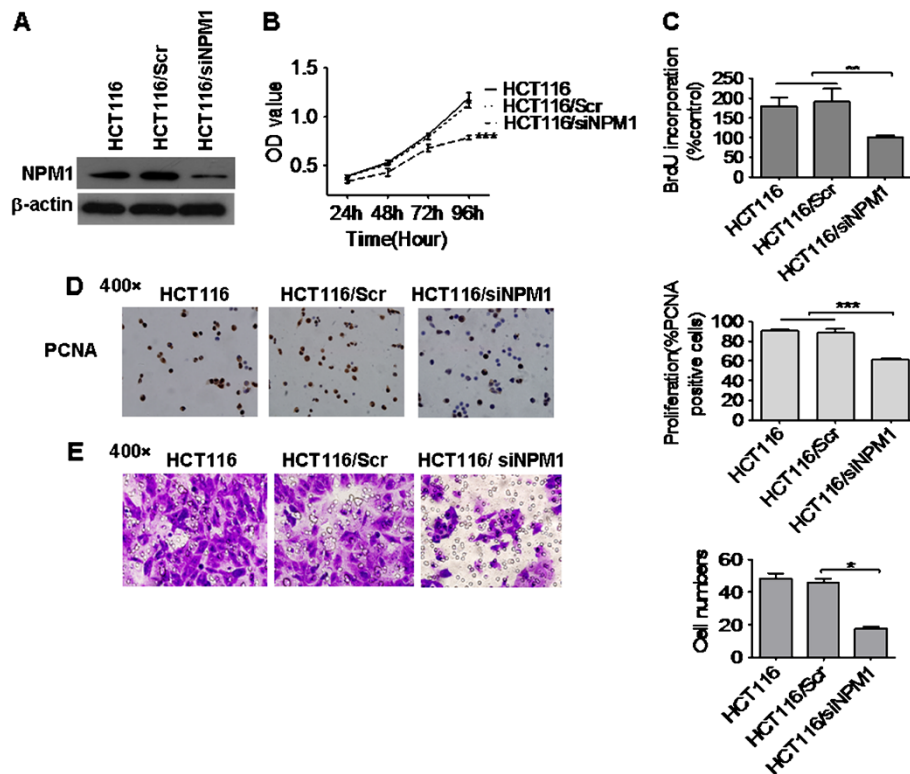 A
HCT116
HCT116/Scr
HCT116/siNPM1
NPM1
β-actin
B
OD value
1.5
1.0
0.5
24h 48h 72h 96h
Time(Hour)
HCT116
HCT116/Scr
HCT116/siNPM1
***
C
BrdU incorporation
(%control)
250
200
150
100
50
0
**
HCT116
HCT116/Scr
HCT116/siNPM1
D
400×
HCT116
HCT116/Scr
HCT116/siNPM1
PCNA
Proliferation(%PCNA
positive cells)
100
80
60
40
20
0
***
HCT116
HCT116/Scr
HCT116/siNPM1
E
400×
HCT116
HCT116/Scr
HCT116/ siNPM1
Cell numbers
60
40
20
0
*
HCT116
HCT116/Scr
HCT116/siNPM1